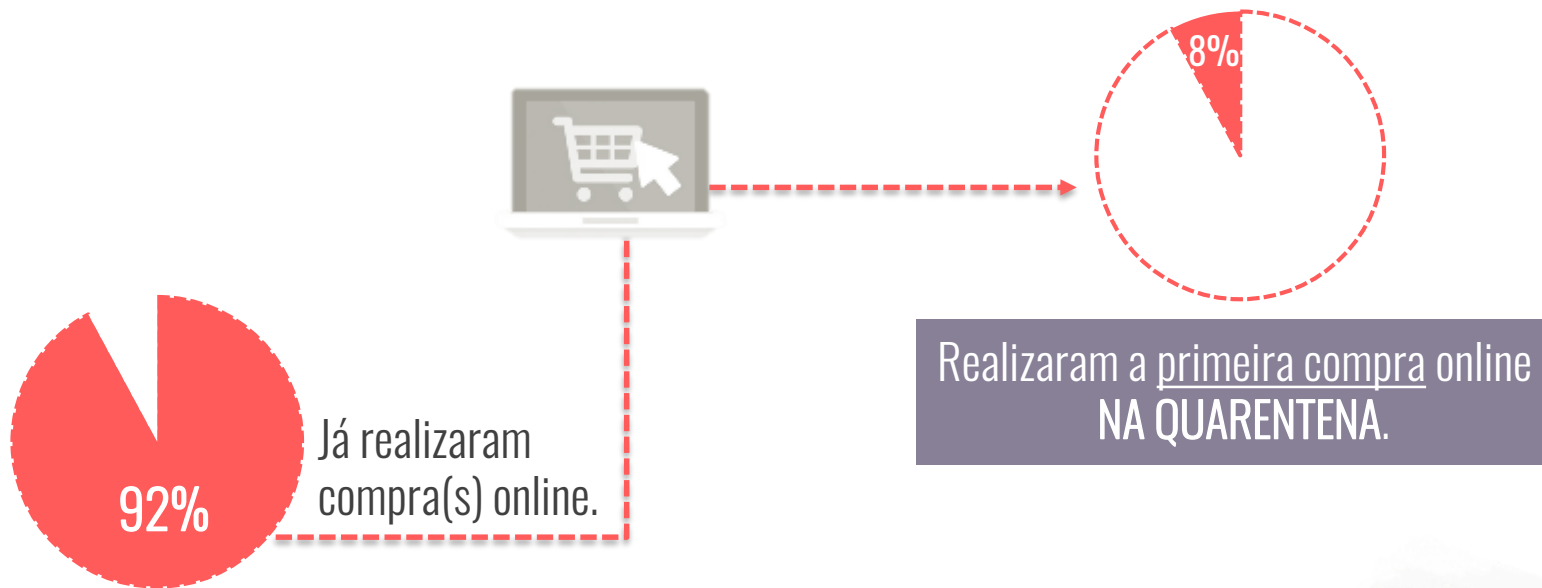 8%
Realizaram a primeira compra online
NA QUARENTENA.
Já realizaram
compra(s) online.
92%